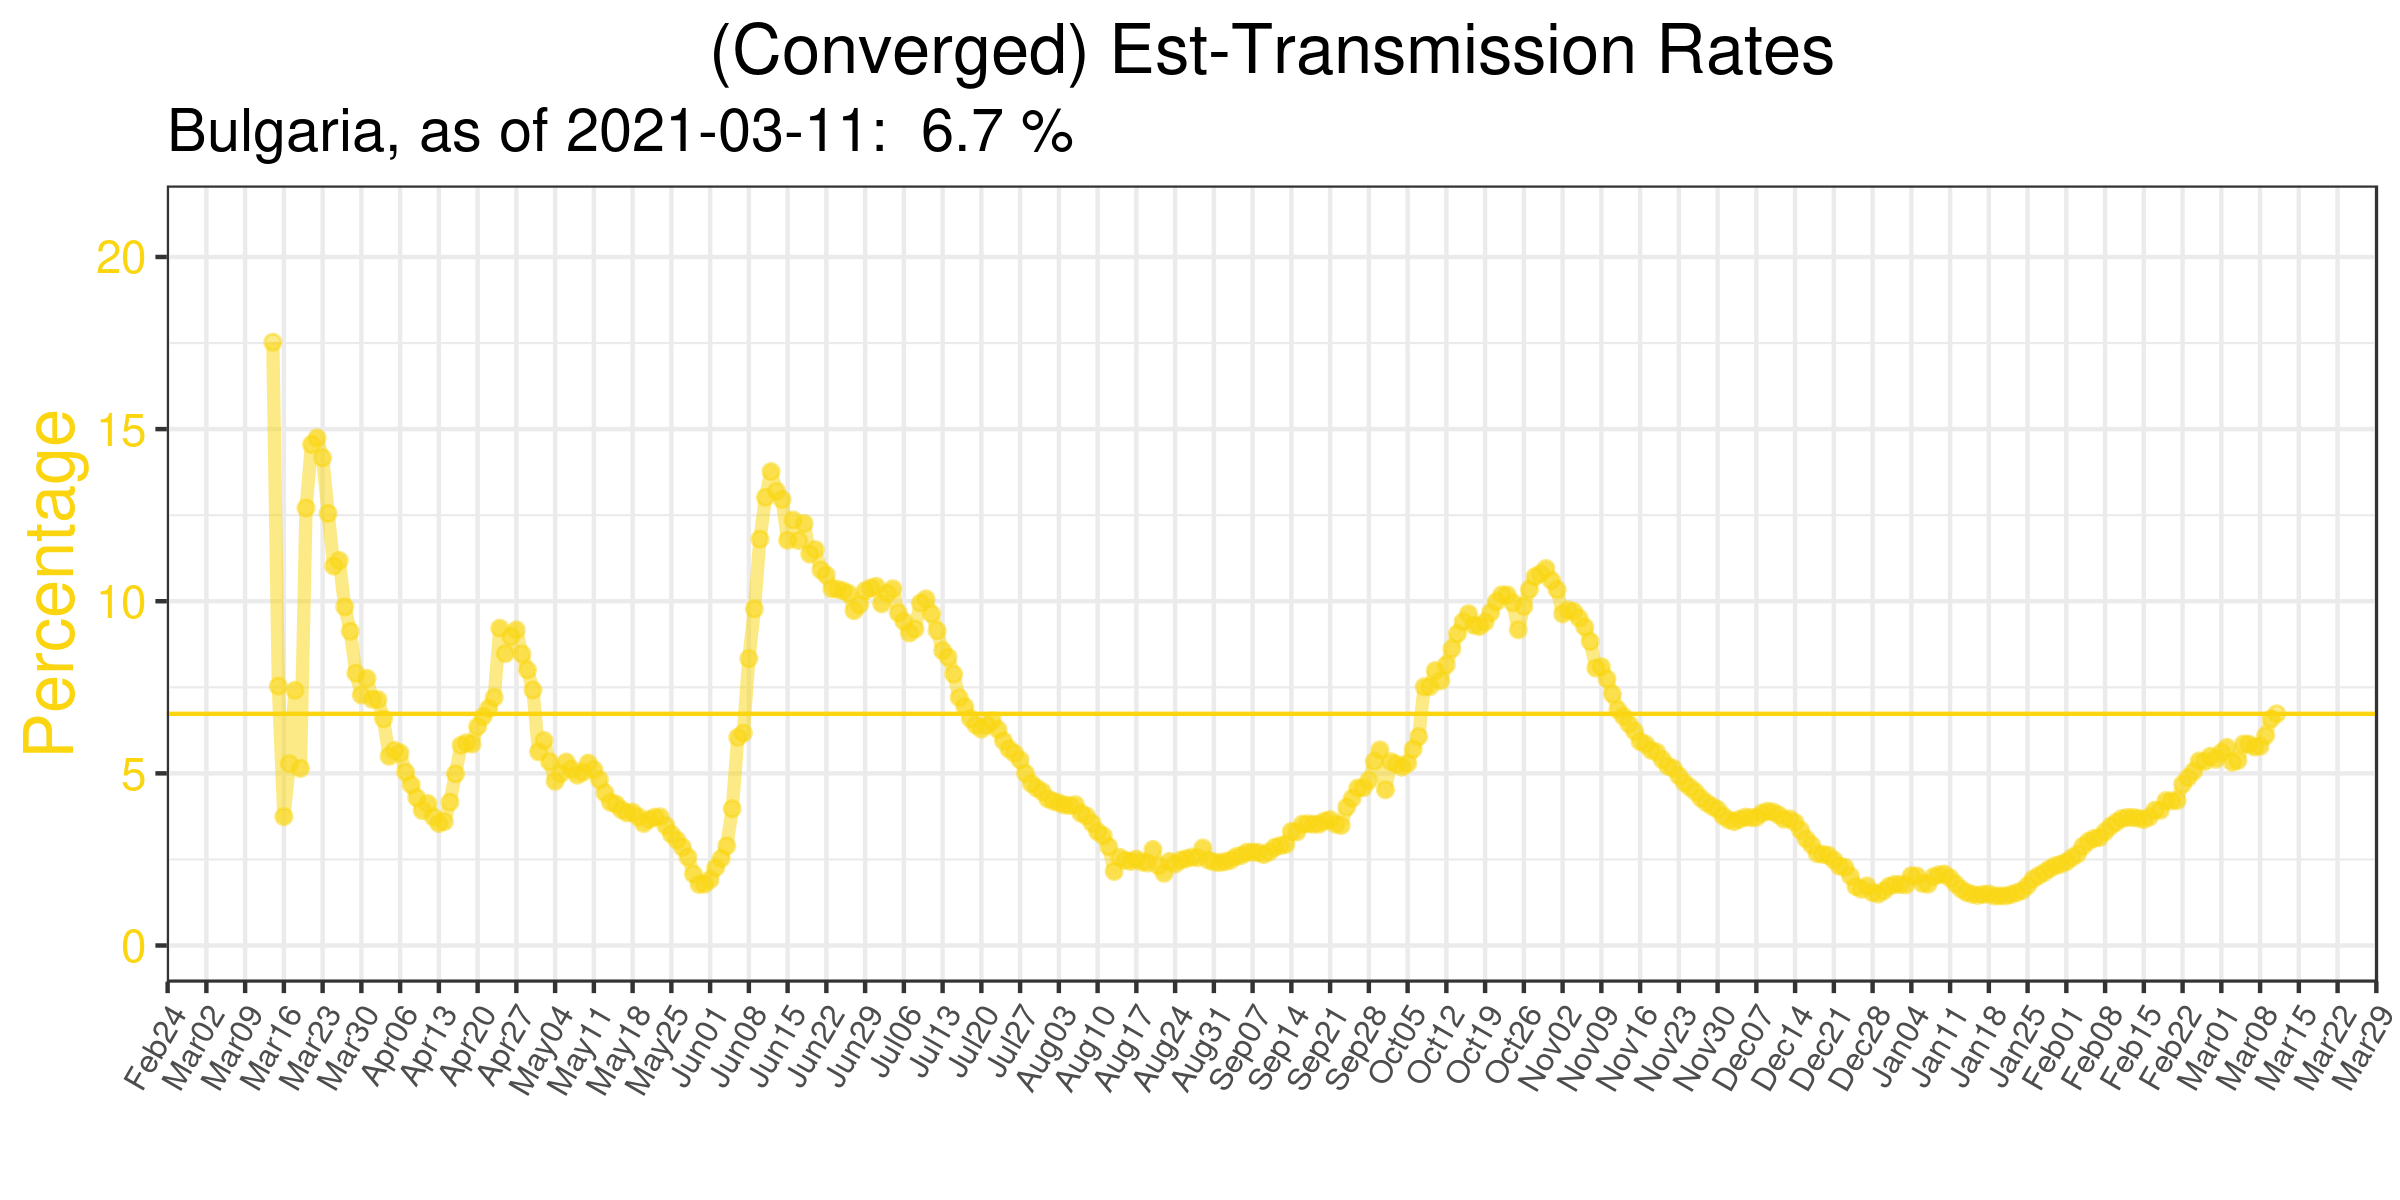 (Converged) Est-Transmission Rates
Bulgaria, as of 2021-03-11:  6.7 %
Percentage
20
15
10
5
0
Feb24
Mar02
Mar09
Mar16
Mar23
Mar30
Apr06
Apr13
Apr20
Apr27
May04
May11
May18
May25
Jun01
Jun08
Jun15
Jun22
Jun29
Jul06
Jul13
Jul20
Jul27
Aug03
Aug10
Aug17
Aug24
Aug31
Sep07
Sep14
Sep21
Sep28
Oct05
Oct12
Oct19
Oct26
Nov02
Nov09
Nov16
Nov23
Nov30
Dec07
Dec14
Dec21
Dec28
Jan04
Jan11
Jan18
Jan25
Feb01
Feb08
Feb15
Feb22
Mar01
Mar08
Mar15
Mar22
Mar29